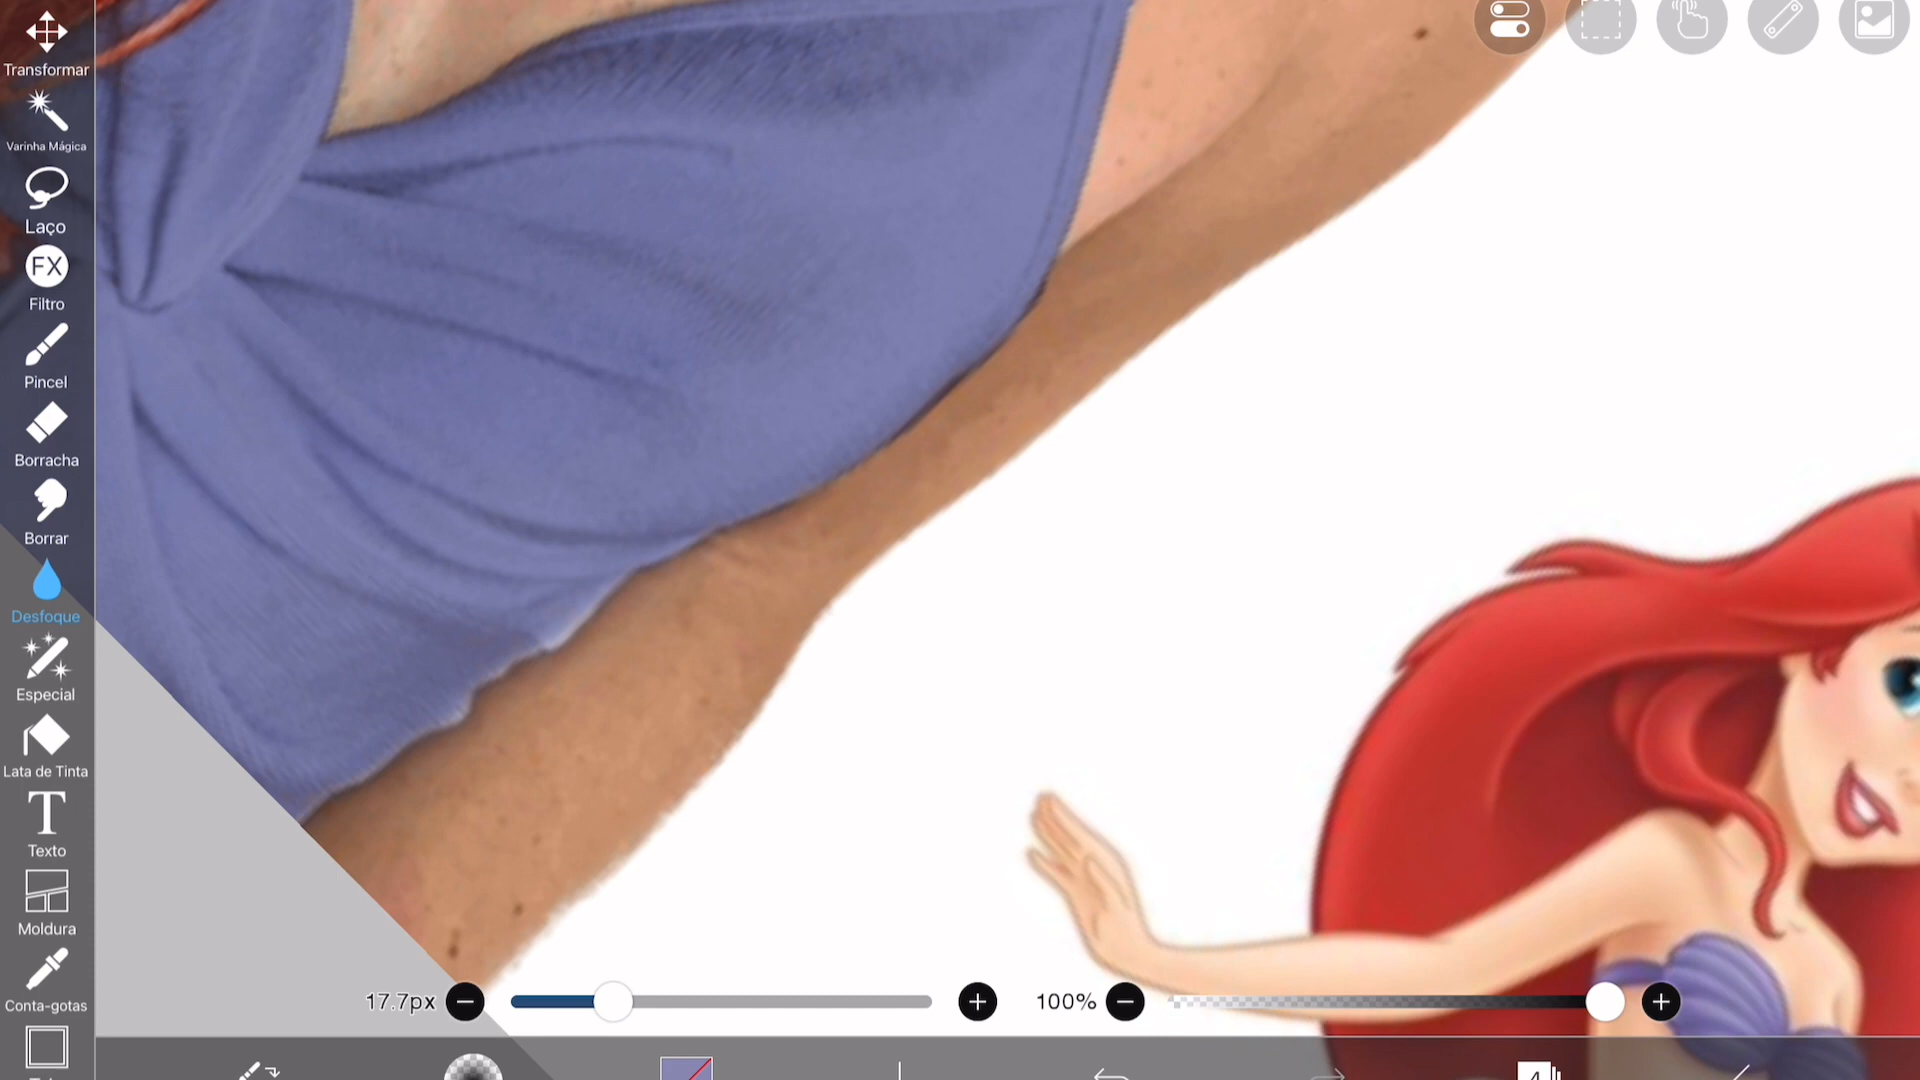 Transformar
Varinha Mágica
Laço
FX
Filtro
Pincel
Borracha
Borrar
Desfoque
Especial
Lata de Tinta
T
Texto
Moldura
Conta-gotas
17.7px
100%
4